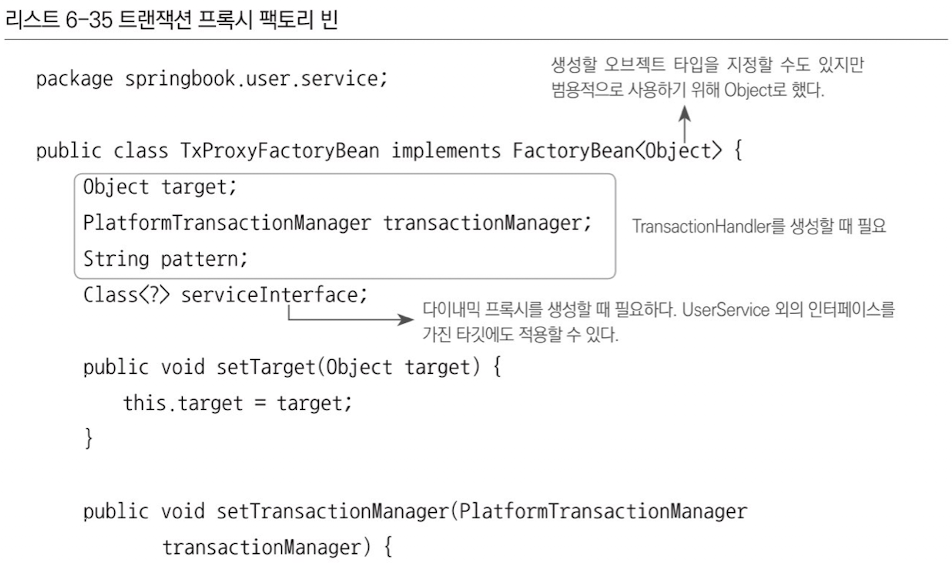 리스트 6-35 트랜잭션 프록시 팩토리 빈
package springbook.user.service;
생성할 오브젝트 타입을 지정할 수도 있지만
범용적으로 사용하기 위해 Object로 했다.
public class TxProxyFactoryBean implements FactoryBean<Object> {
Object target;
PlatformTransactionManager transactionManager;
TransactionHandler를 생성할 때 필요
String pattern;
Class<?> serviceInterface;
다이내믹 프록시를 생성할 때 필요하다. UserService 외의 인터페이스를
가진 타깃에도 적용할 수 있다.
public void setTarget(Object target) {
this.target = target;
}
public void setTransactionManager(PlatformTransactionManager
transactionManager) {